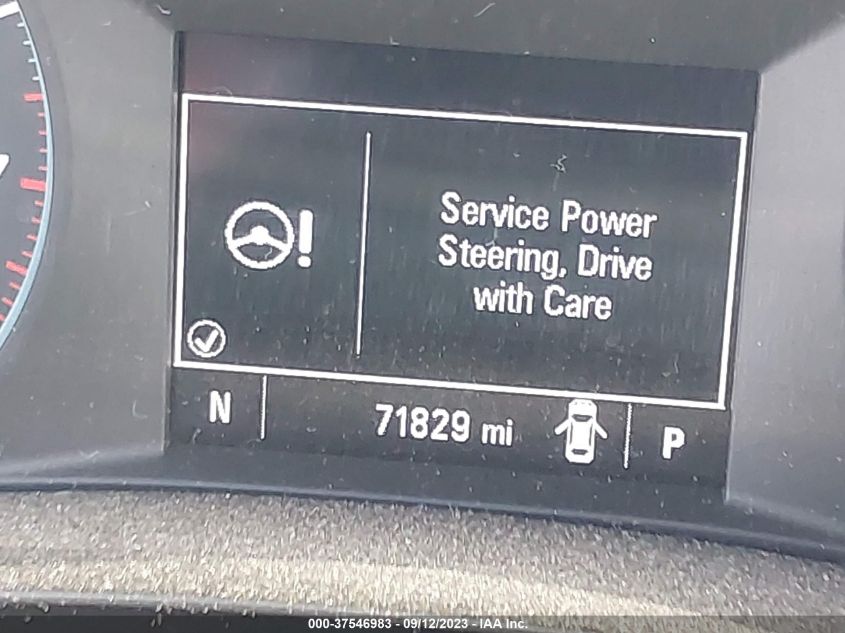 Service Power
Steering, Drive
with Care
N
71829 mi
P
000-37546983 - 09/12/2023 - IAA Inc.